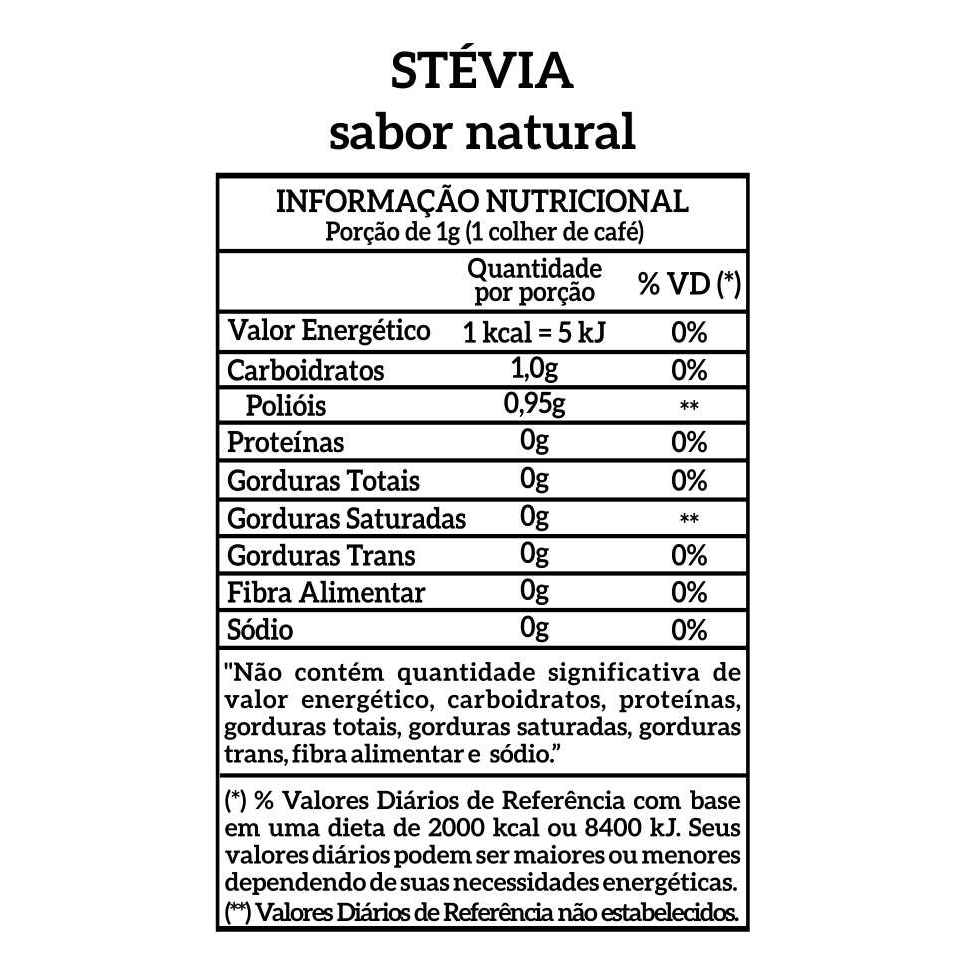 STÉVIA
sabor natural
INFORMAÇÃO NUTRICIONAL
Porção de 1g (1 colher de café)
Quantidade por porção % VD (*)
Valor Energético 1 kcal = 5 kJ 0%
Carboidratos 1,0g 0%
Polióis 0,95g **
Proteínas 0g 0%
Gorduras Totais 0g 0%
Gorduras Saturadas 0g **
Gorduras Trans 0g 0%
Fibra Alimentar 0g 0%
Sódio 0g 0%
"Não contém quantidade significativa de
valor energético, carboidratos, proteínas,
gorduras totais, gorduras saturadas, gorduras
trans, fibra alimentar e sódio.”
(*) % Valores Diários de Referência com base
em uma dieta de 2000 kcal ou 8400 kJ. Seus
valores diários podem ser maiores ou menores
dependendo de suas necessidades energéticas.
(**) Valores Diários de Referência não estabelecidos.